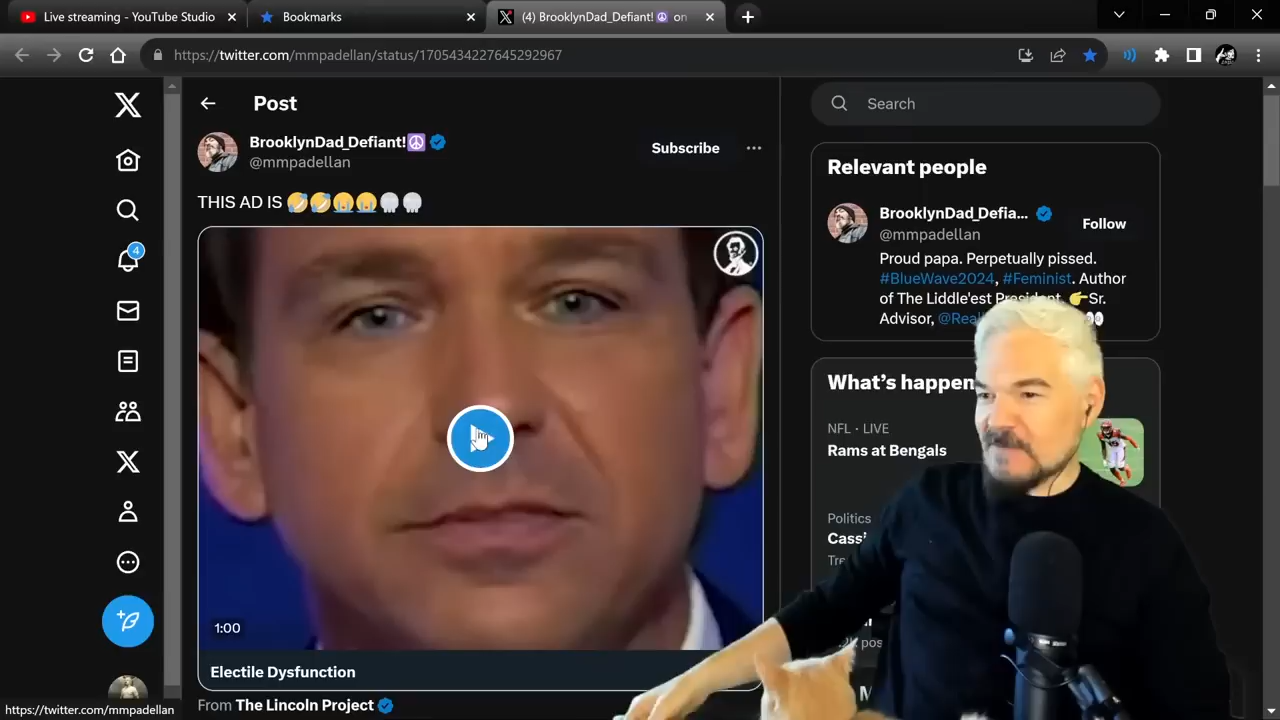 Live streaming - YouTube Studio
Bookmarks
(4) BrooklynDad_Defiant!☮ on
https://twitter.com/mmpadellan/status/1705434227645292967
Post
BrooklynDad_Defiant!☮
@mmpadellan
Subscribe
THIS AD IS 🤣🤣😭😭💀💀
1:00
Electile Dysfunction
From The Lincoln Project
4
https://twitter.com/mmpadellan
Search
Relevant people
BrooklynDad_Defia...
@mmpadellan
Follow
Proud papa. Perpetually pissed.
#BlueWave2024, #Feminist. Author
of The Liddle'est President. 👉Sr.
Advisor,
What's happen
NFL · LIVE
Rams at Bengals
Politics